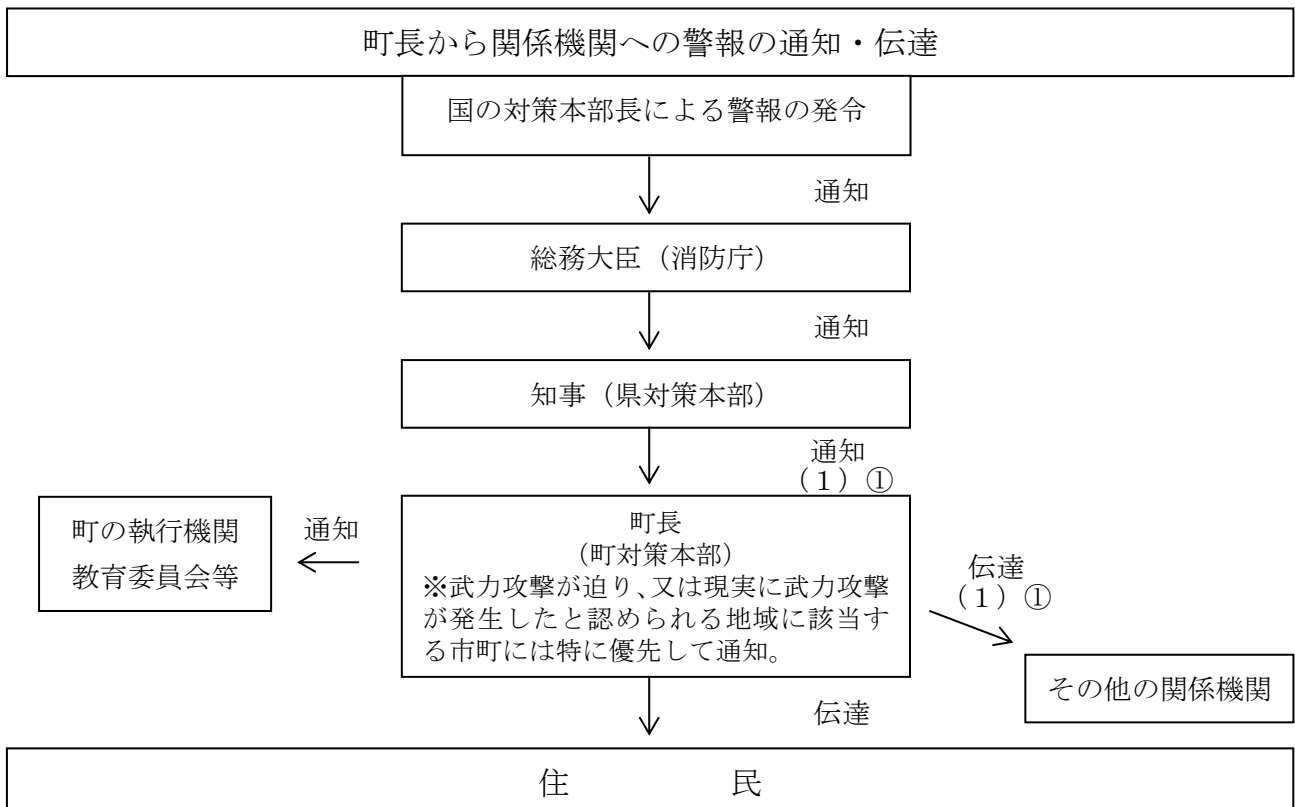 町長から関係機関への警報の通知・伝達
国の対策本部長による警報の発令
通知
総務大臣（消防庁）
通知
知事（県対策本部）
通知
（１）①
町の執行機関
教育委員会等
通知
町長
（町対策本部）
※武力攻撃が迫り、又は現実に武力攻撃
が発生したと認められる地域に該当す
る市町には特に優先して通知。
伝達
（１）①
その他の関係機関
伝達
住　　　民